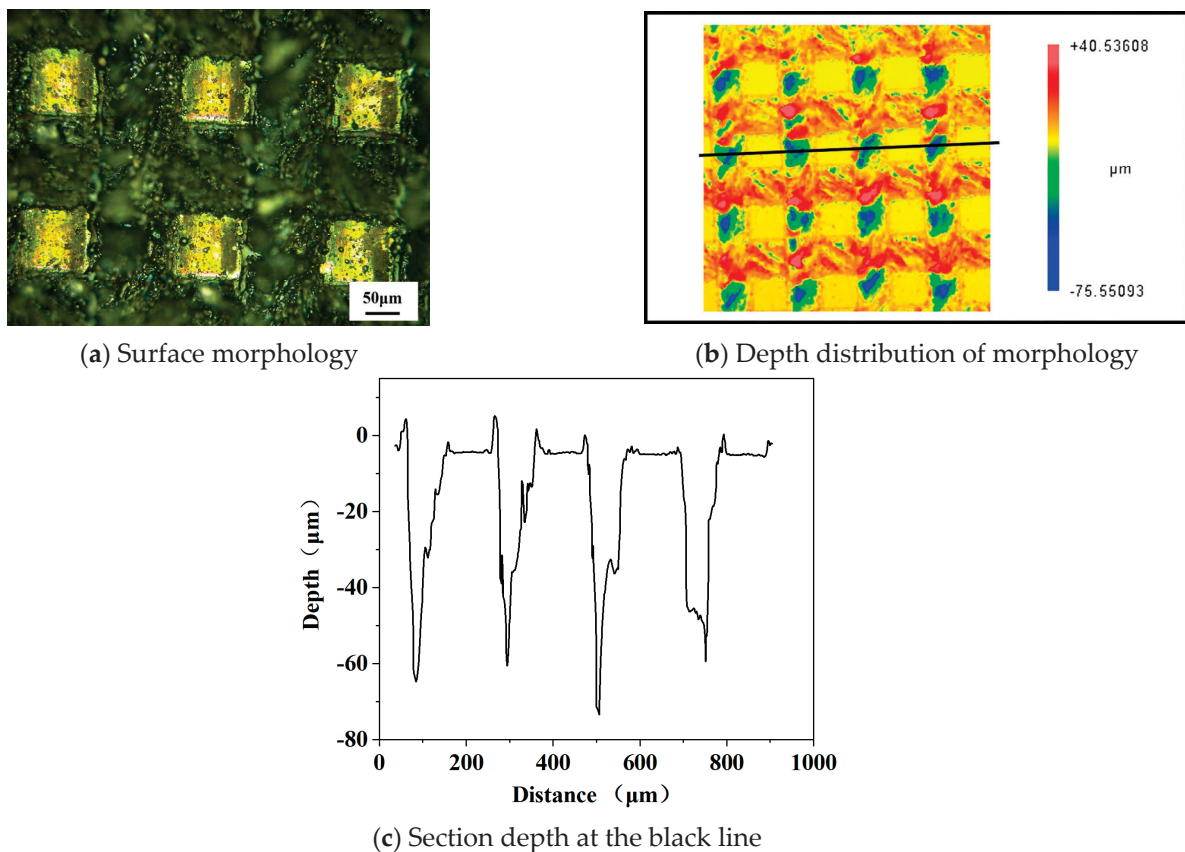 50μm
+40.53608
μm
-75.55093
(a) Surface morphology
(b) Depth distribution of morphology
0
-20
-40
-60
-80
Depth（μm）
0
200
400
600
800
1000
Distance （μm）
(c) Section depth at the black line